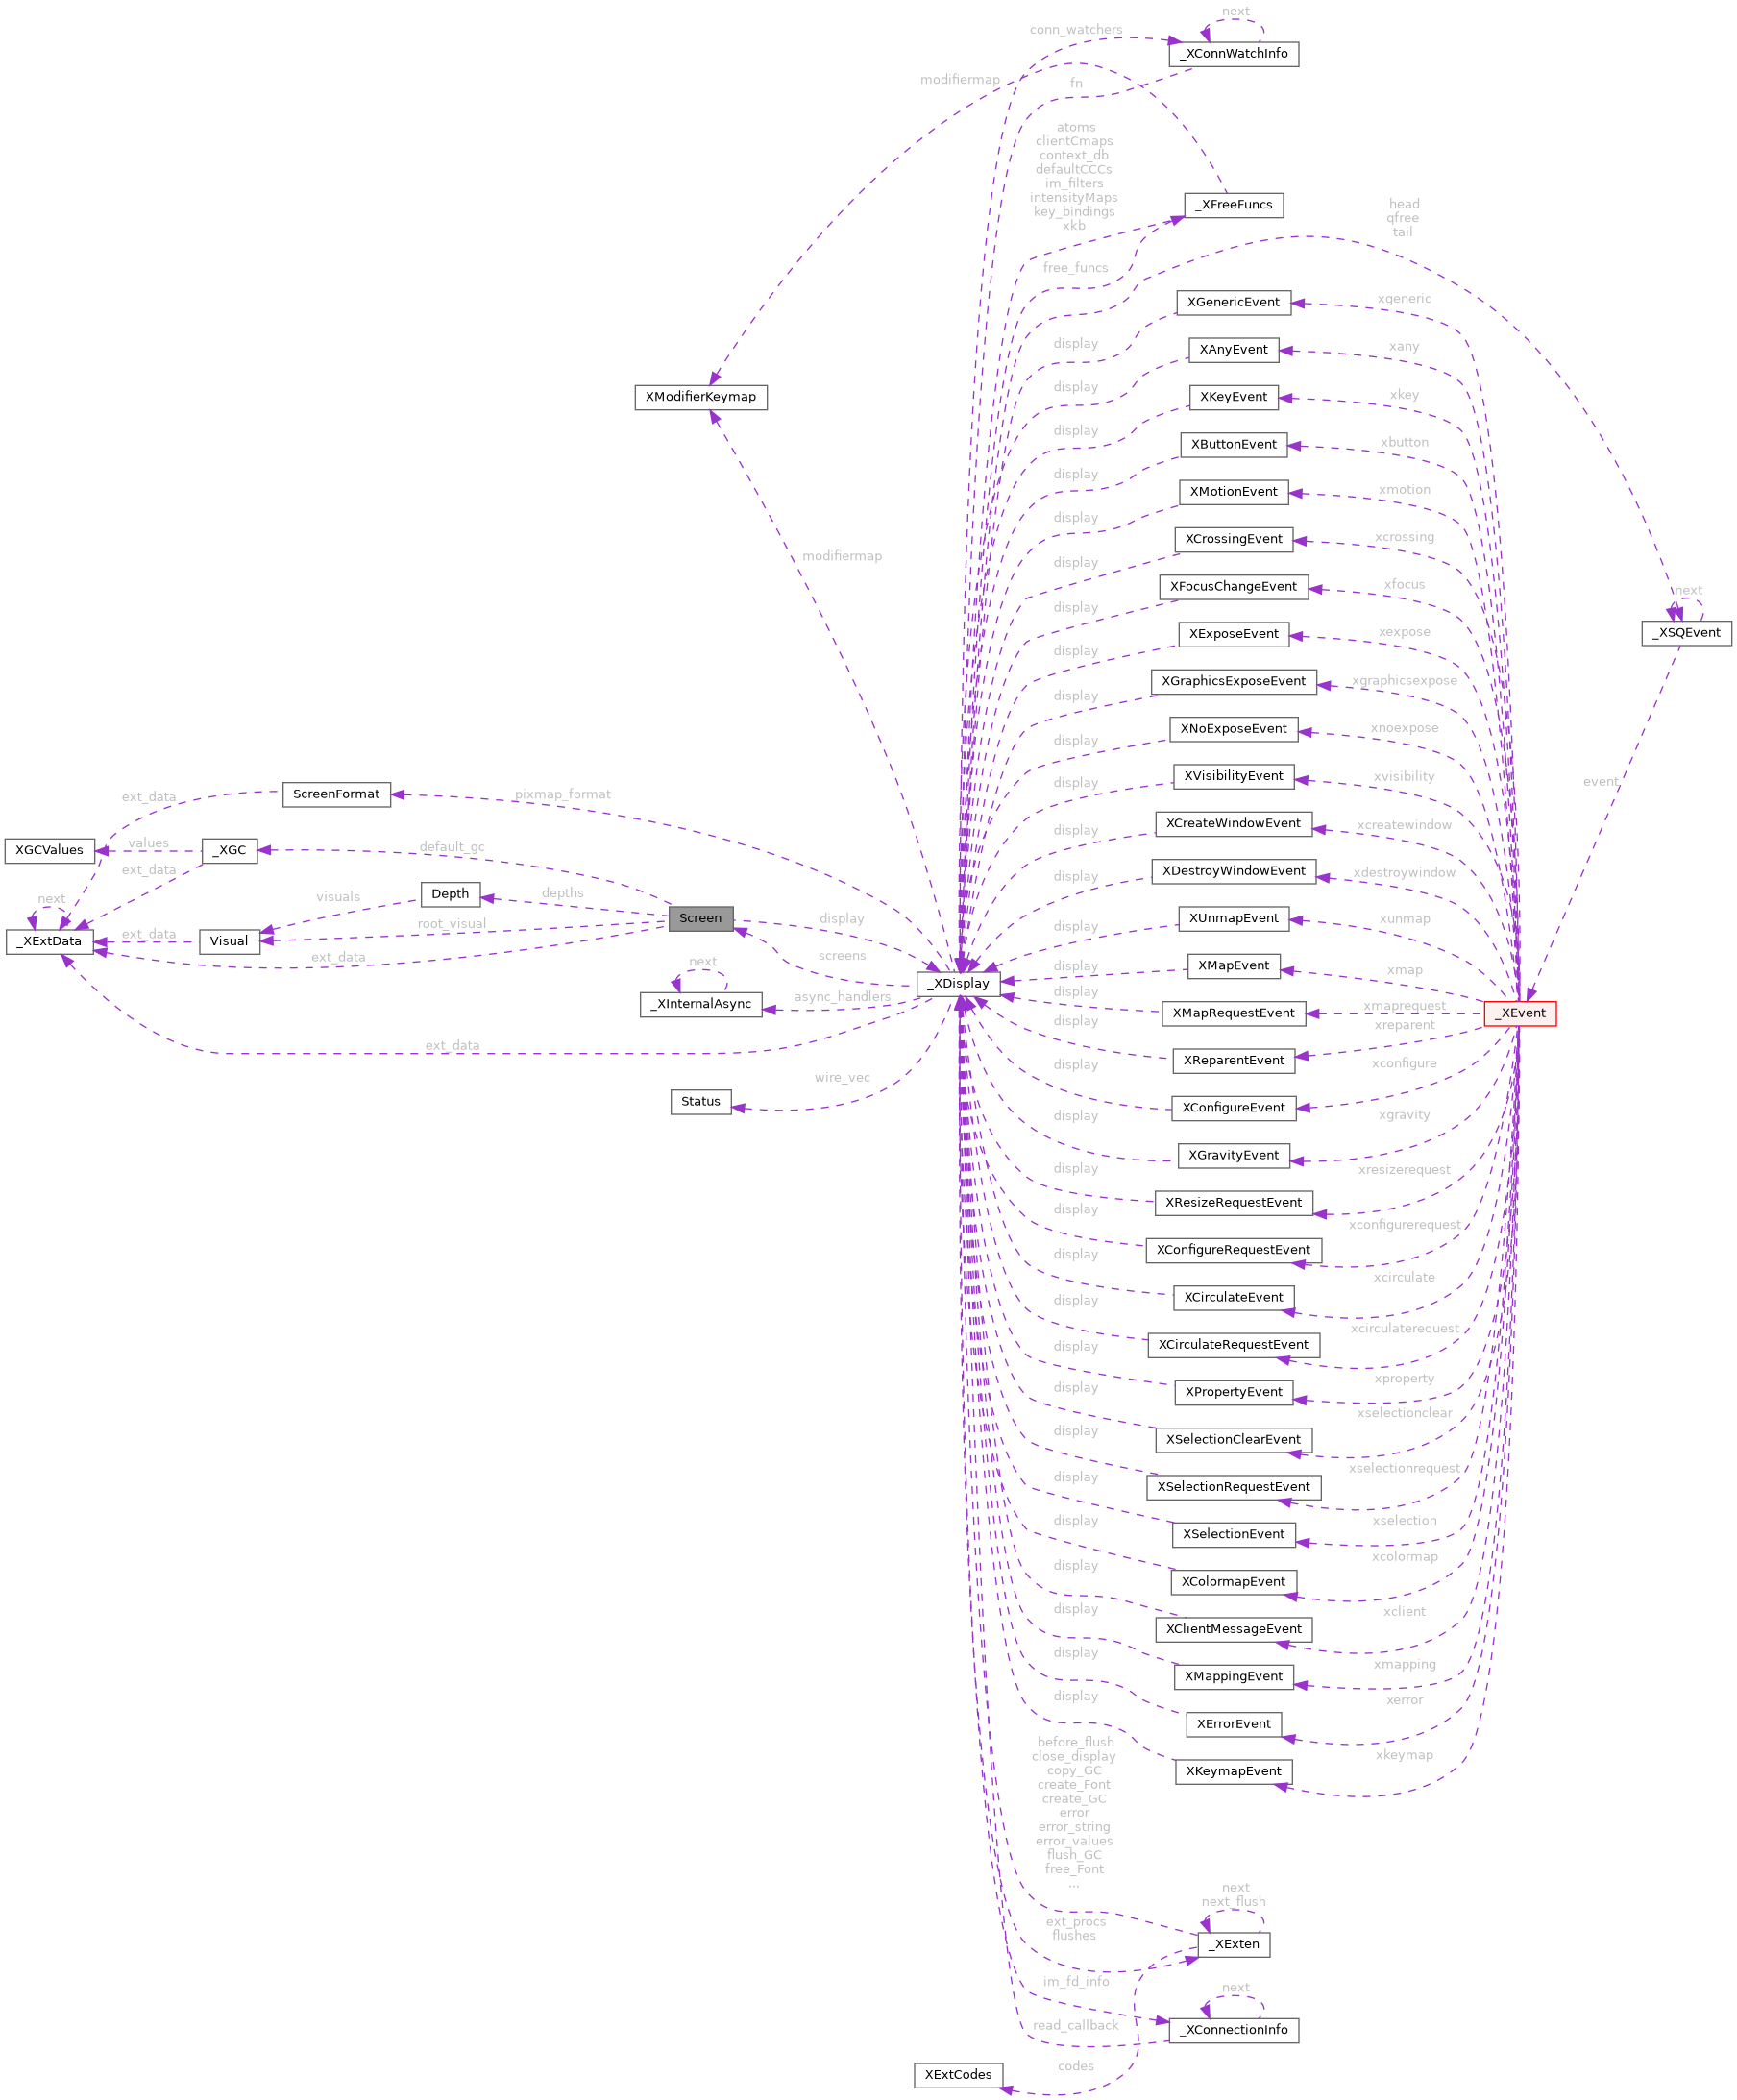 next
conn_watchers
_XConnWatchInfo
modifiermap
fn
atoms
clientCmaps
context_db
defaultCCCs
im_filters
intensityMaps
key_bindings
xkb
_XFreeFuncs
head
qfree
tail
free_funcs
XGenericEvent
xgeneric
display
XAnyEvent
xany
display
XModifierKeymap
XKeyEvent
xkey
display
XButtonEvent
xbutton
display
XMotionEvent
xmotion
display
XCrossingEvent
xcrossing
modifiermap
display
XFocusChangeEvent
xfocus
next
display
XExposeEvent
xexpose
_XSQEvent
display
XGraphicsExposeEvent
xgraphicsexpose
display
XNoExposeEvent
xnoexpose
display
XVisibilityEvent
xvisibility
event
ScreenFormat
ext_data
pixmap_format
display
XCreateWindowEvent
xcreatewindow
XGCValues
values
_XGC
default_gc
ext_data
display
XDestroyWindowEvent
xdestroywindow
next
visuals
Depth
depths
Screen
display
root_visual
display
XUnmapEvent
xunmap
_XExtData
ext_data
Visual
ext_data
screens
next
display
XMapEvent
xmap
_XDisplay
_XInternalAsync
async_handlers
display
XMapRequestEvent
xmaprequest
_XEvent
display
xreparent
ext_data
XReparentEvent
display
xconfigure
wire_vec
Status
XConfigureEvent
display
xgravity
XGravityEvent
display
xresizerequest
XResizeRequestEvent
display
xconfigurerequest
XConfigureRequestEvent
display
xcirculate
XCirculateEvent
display
xcirculaterequest
XCirculateRequestEvent
display
xproperty
XPropertyEvent
display
xselectionclear
XSelectionClearEvent
display
xselectionrequest
XSelectionRequestEvent
display
xselection
XSelectionEvent
display
xcolormap
XColormapEvent
display
xclient
XClientMessageEvent
display
xmapping
XMappingEvent
display
xerror
XErrorEvent
display
xkeymap
XKeymapEvent
before_flush
close_display
copy_GC
create_Font
create_GC
error
error_string
error_values
flush_GC
free_Font
...
next
next_flush
ext_procs
flushes
_XExten
im_fd_info
next
read_callback
_XConnectionInfo
codes
XExtCodes